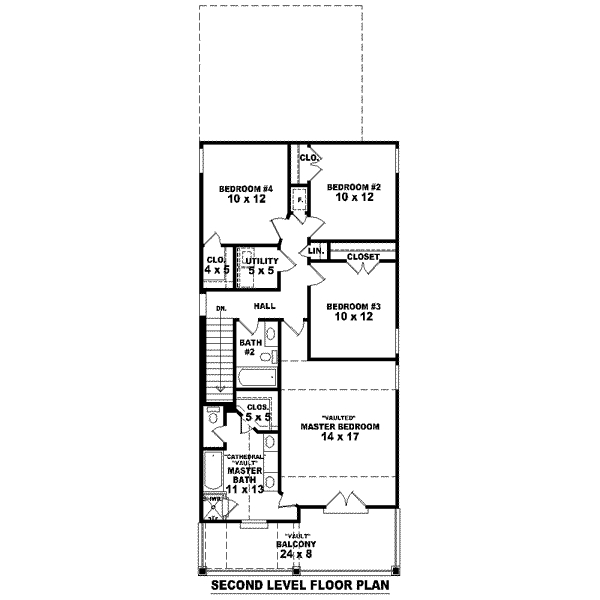 CLO.
BEDROOM #4
10 x 12
BEDROOM #2
10 x 12
F.
CLO.
4 x 5
UTILITY
5 x 5
LIN.
CLOSET
DN.
HALL
BEDROOM #3
10 x 12
BATH
#2
CLOS.
5 x 5
"VAULTED"
MASTER BEDROOM
14 x 17
"CATHEDRAL"
"VAULT"
MASTER
BATH
11 x 13
SHWR.
"VAULT"
BALCONY
24 x 8
SECOND LEVEL FLOOR PLAN